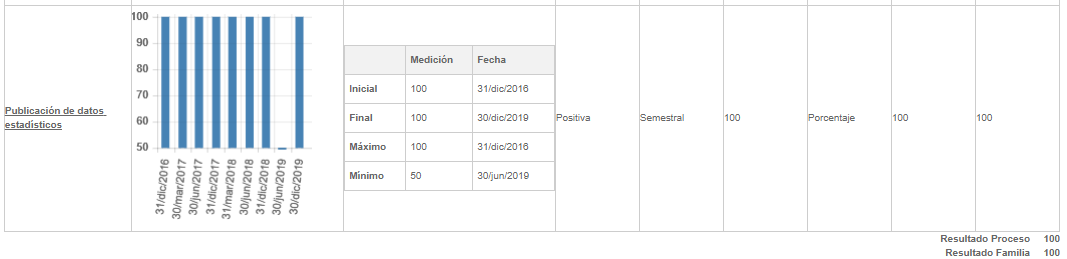 100
90
80
70
60
50
31/dic/2016
30/mar/2017
30/jun/2017
31/dic/2017
31/mar/2018
30/jun/2018
31/dic/2018
30/jun/2019
30/dic/2019
Publicación de datos
estadísticos
Medición Fecha
Inicial 100 31/dic/2016
Final 100 30/dic/2019
Máximo 100 31/dic/2016
Mínimo 50 30/jun/2019
Positiva Semestral 100 Porcentaje 100 100
Resultado Proceso 100
Resultado Familia 100